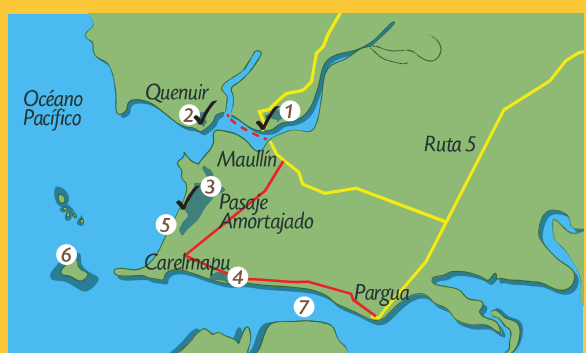 Quenuir
1
2
Océano
Pacífico
Ruta 5
Maullín
3
Pasaje
Amortajado
5
6
Carelmapu
4
7
Pargua